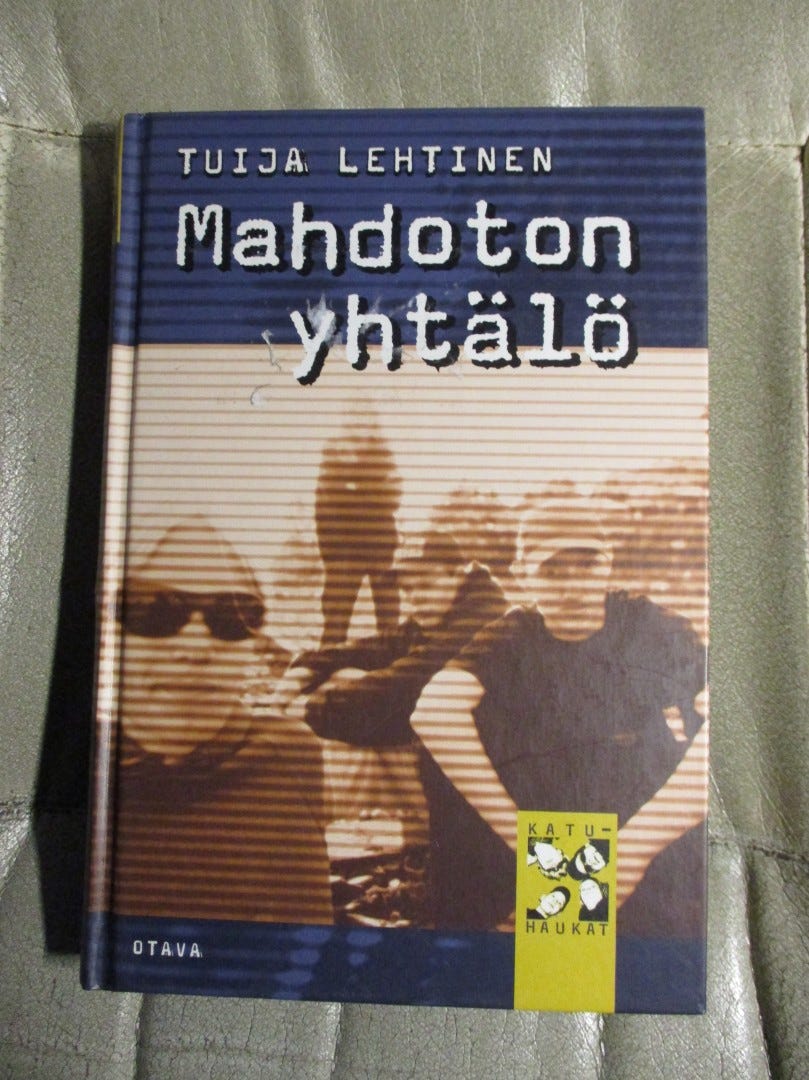 TUIJA LEHTINEN
Mahdoton
yhtälö
KATU-
HAUKAT
OTAVA